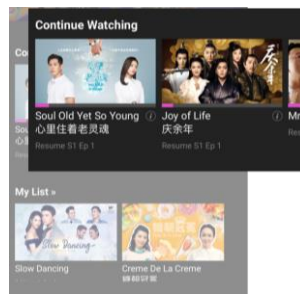 Continue Watching
Soul Old Yet So Young
心里住着老灵魂
Resume S1 Ep 1
Joy of Life
庆余年
Resume S1 Ep 1
My List »
Slow Dancing
Slow Dancing
Creme De La Creme